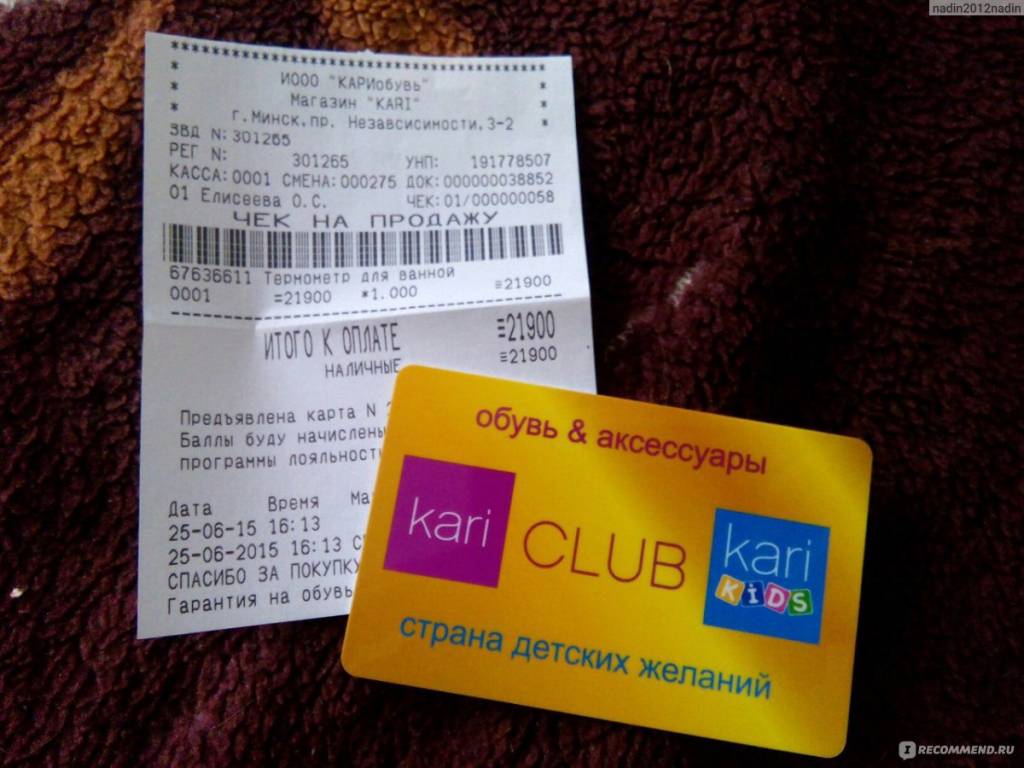 nadin2012nadin
************************************
* ИООО "КАРИобувь" *
* Магазин "KARI" *
* г.Минск,пр. Независисимости,3-2 *
ЗВД N:301265
РЕГ N: 301265 УНП: 191778507
КАССА:0001 СМЕНА:000275 ДОК:000000038852
01 Елисеева О.С. ЧЕК:01/000000058
ЧЕК НА ПРОДАЖУ
67636611 Термометр для ванной
0001 =21900 *1.000 ≡21900
ИТОГО К ОПЛАТЕ ≡21900
НАЛИЧНЫЕ ≡21900
Предъявлена карта N
Баллы буду начислены
программы лояльност
Дата Время Ма
25-06-15 16:13
25-06-2015 16:13
СПАСИБО ЗА ПОКУПКУ
Гарантия на обувь
обувь & аксессуары
kari CLUB kari KiDS
страна детских желаний
I RECOMMEND.RU